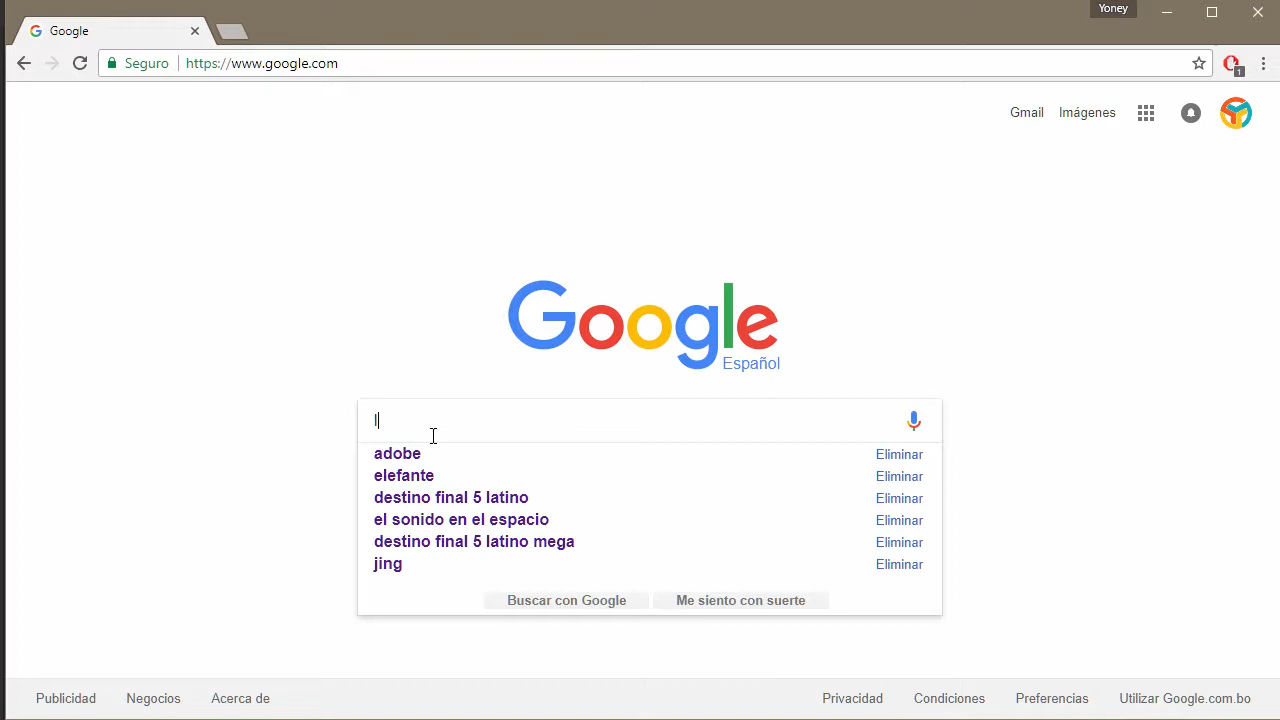 Yoney
Google
Seguro https://www.google.com
1
Gmail Imágenes
Google
Español
l
adobe Eliminar
elefante Eliminar
destino final 5 latino Eliminar
el sonido en el espacio Eliminar
destino final 5 latino mega Eliminar
jing Eliminar
Buscar con Google Me siento con suerte
Publicidad Negocios Acerca de Privacidad Condiciones Preferencias Utilizar Google.com.bo